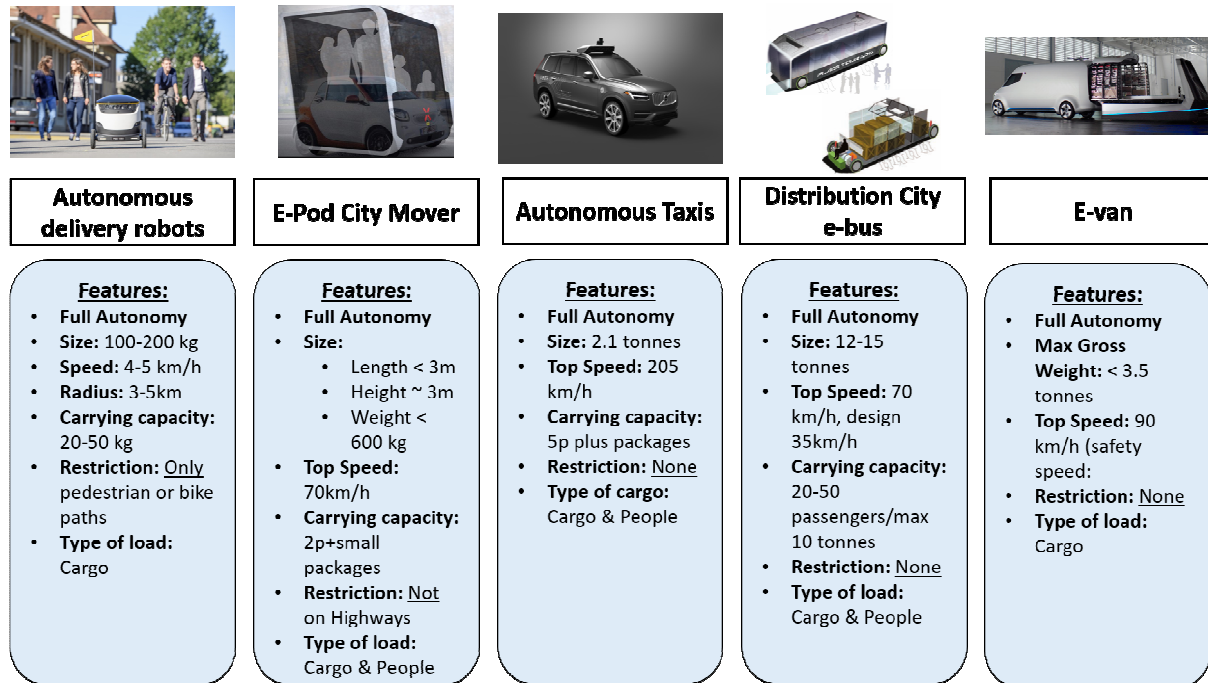 Autonomous
delivery robots
Features:
• Full Autonomy
• Size: 100-200 kg
• Speed: 4-5 km/h
• Radius: 3-5km
• Carrying capacity:
20-50 kg
• Restriction: Only
pedestrian or bike
paths
• Type of load:
Cargo
E-Pod City Mover
Features:
• Full Autonomy
• Size:
• Length < 3m
• Height ~ 3m
• Weight <
600 kg
• Top Speed:
70km/h
• Carrying capacity:
2p+small
packages
• Restriction: Not
on Highways
• Type of load:
Cargo & People
Autonomous Taxis
Features:
• Full Autonomy
• Size: 2.1 tonnes
• Top Speed: 205
km/h
• Carrying capacity:
5p plus packages
• Restriction: None
• Type of cargo:
Cargo & People
Distribution City
e-bus
Features:
• Full Autonomy
• Size: 12-15
tonnes
• Top Speed: 70
km/h, design
35km/h
• Carrying capacity:
20-50
passengers/max
10 tonnes
• Restriction: None
• Type of load:
Cargo & People
E-van
Features:
• Full Autonomy
• Max Gross
Weight: < 3.5
tonnes
• Top Speed: 90
km/h (safety
speed:
• Restriction: None
• Type of load:
Cargo